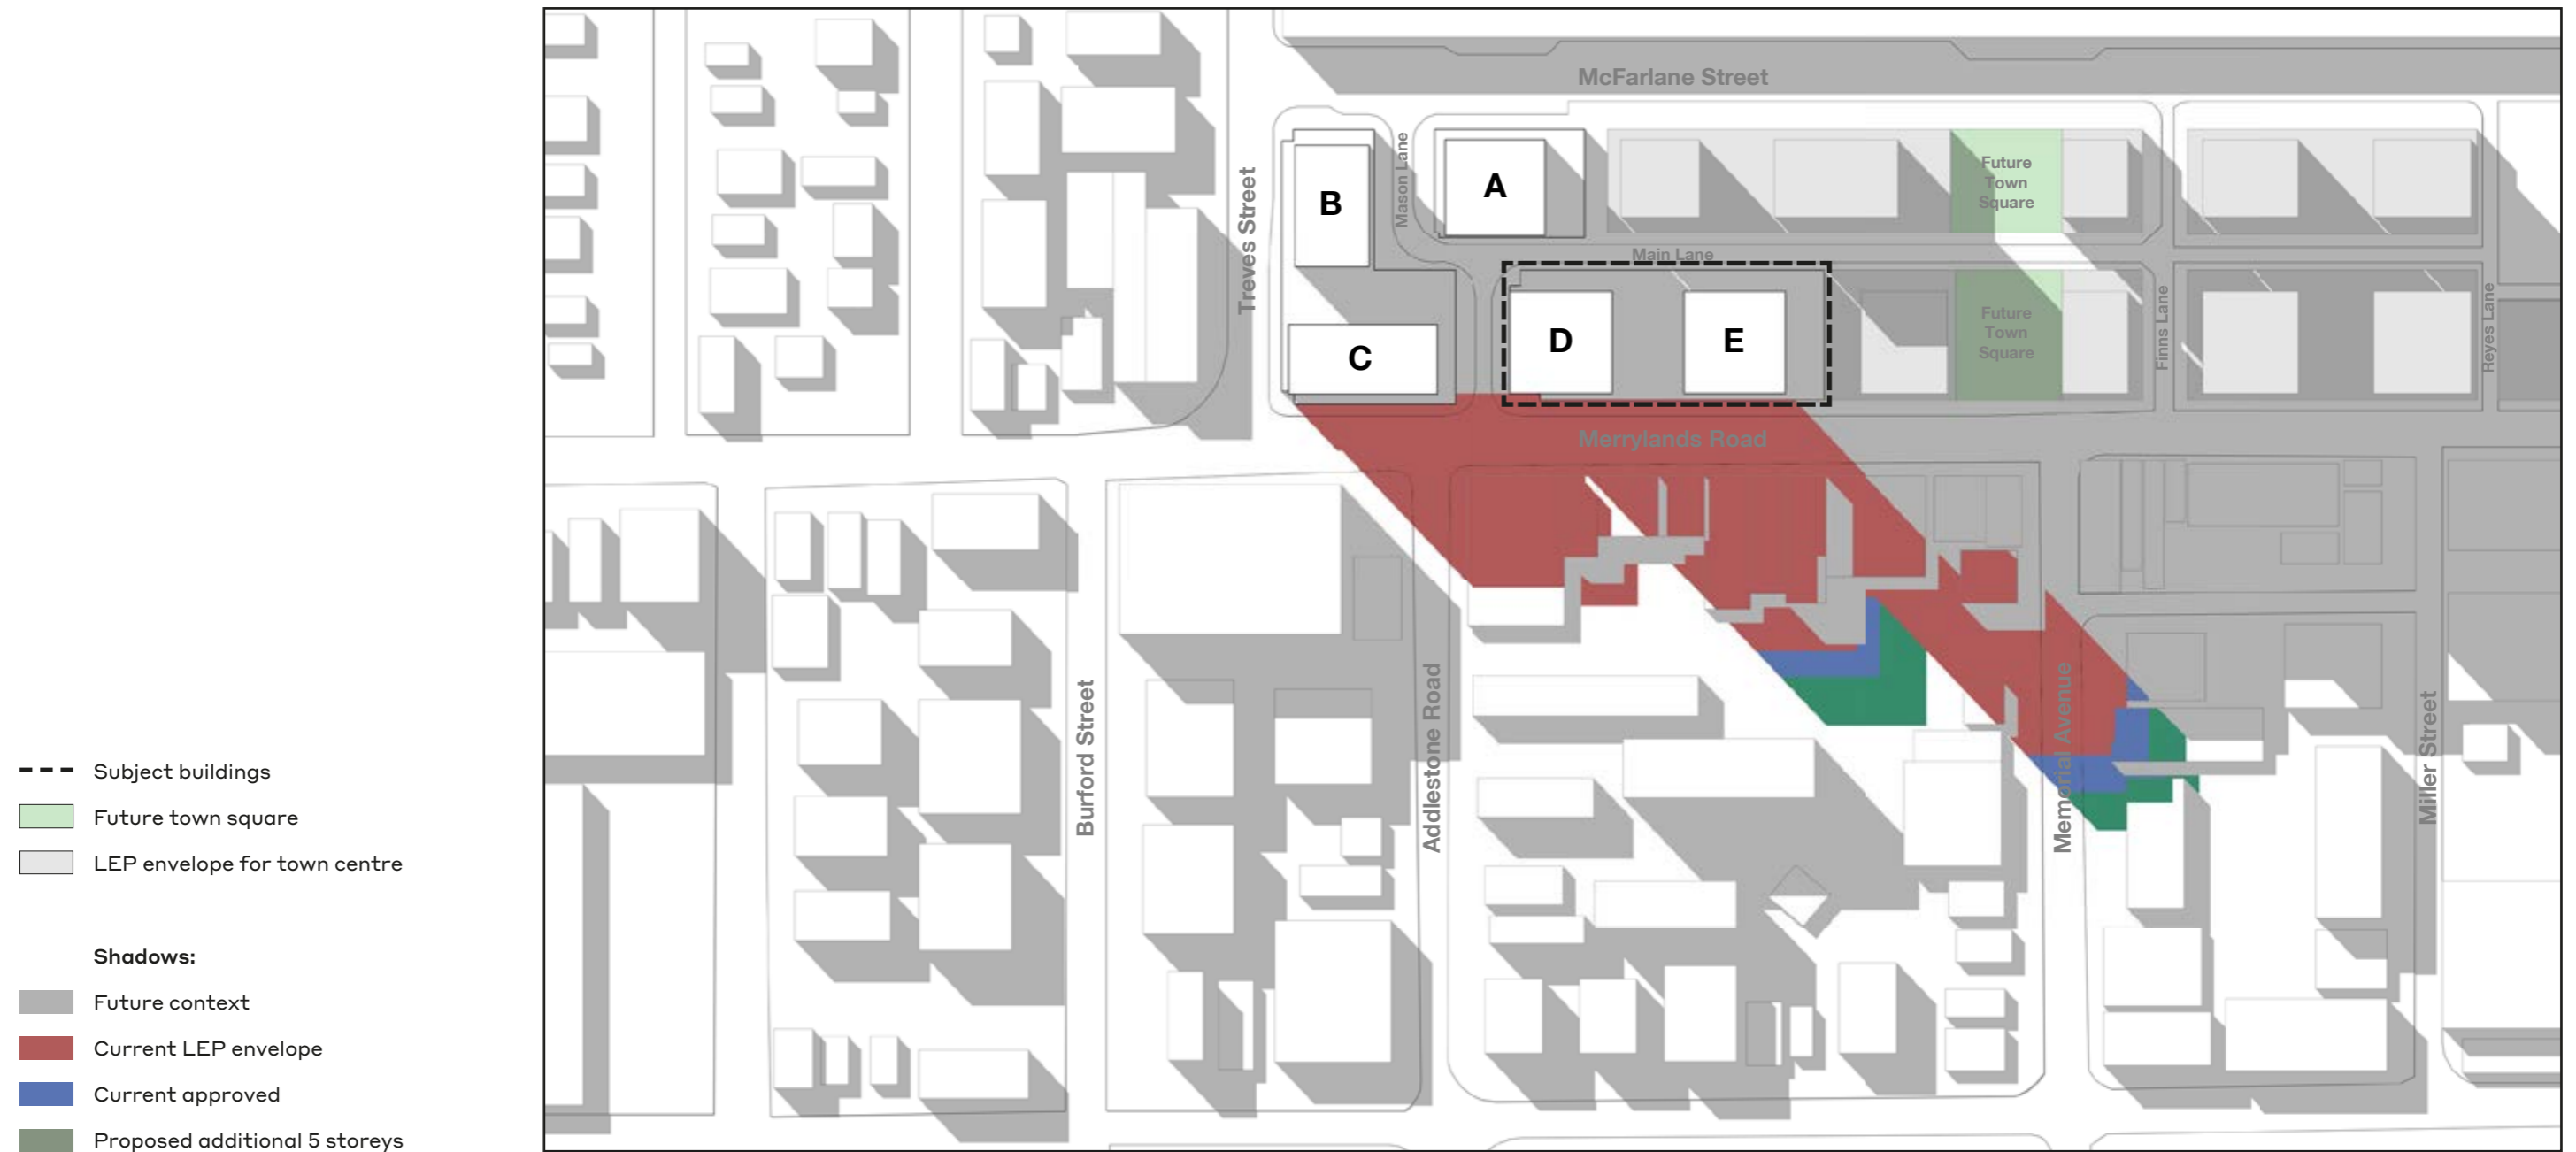 McFarlane Street
Mason Lane
Treves Street
B
A
Future
Town
Square
Main Lane
D
E
C
Future
Town
Square
Finns Lane
Reyes Lane
Merrylands Road
Burford Street
Addlestone Road
Memorial Avenue
Miller Street
Subject buildings
Future town square
LEP envelope for town centre
Shadows:
Future context
Current LEP envelope
Current approved
Proposed additional 5 storeys